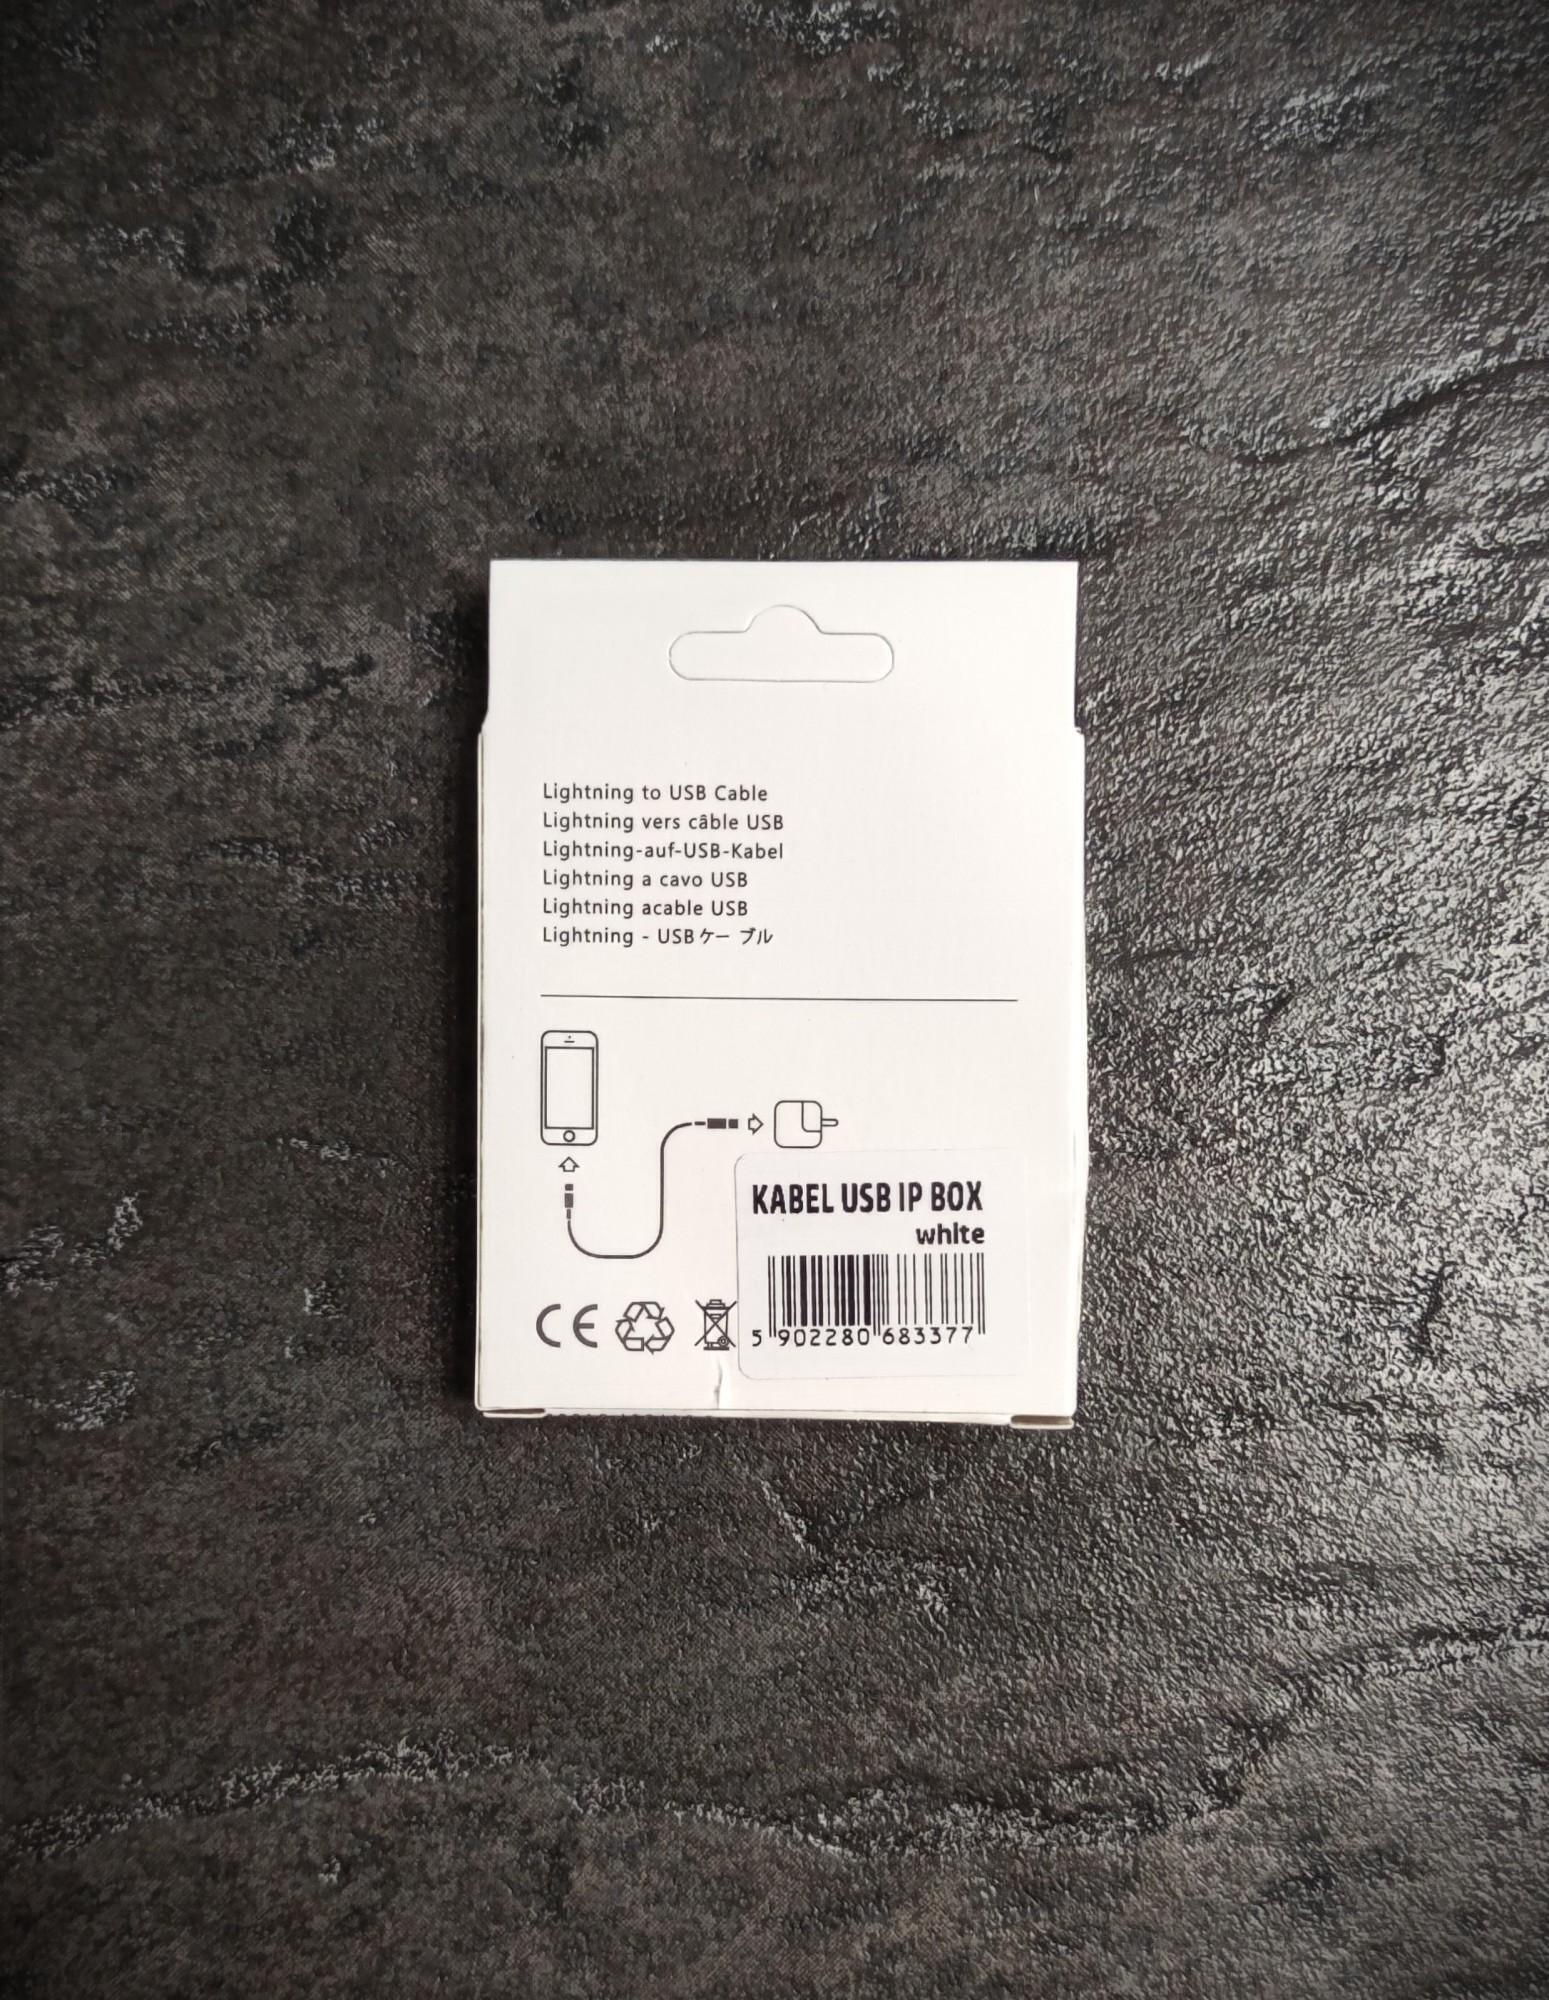 Lightning to USB Cable
Lightning vers câble USB
Lightning-auf-USB-Kabel
Lightning a cavo USB
Lightning acable USB
Lightning - USBケーブル
KABEL USB IP BOX
white
5 902280 683377
CE